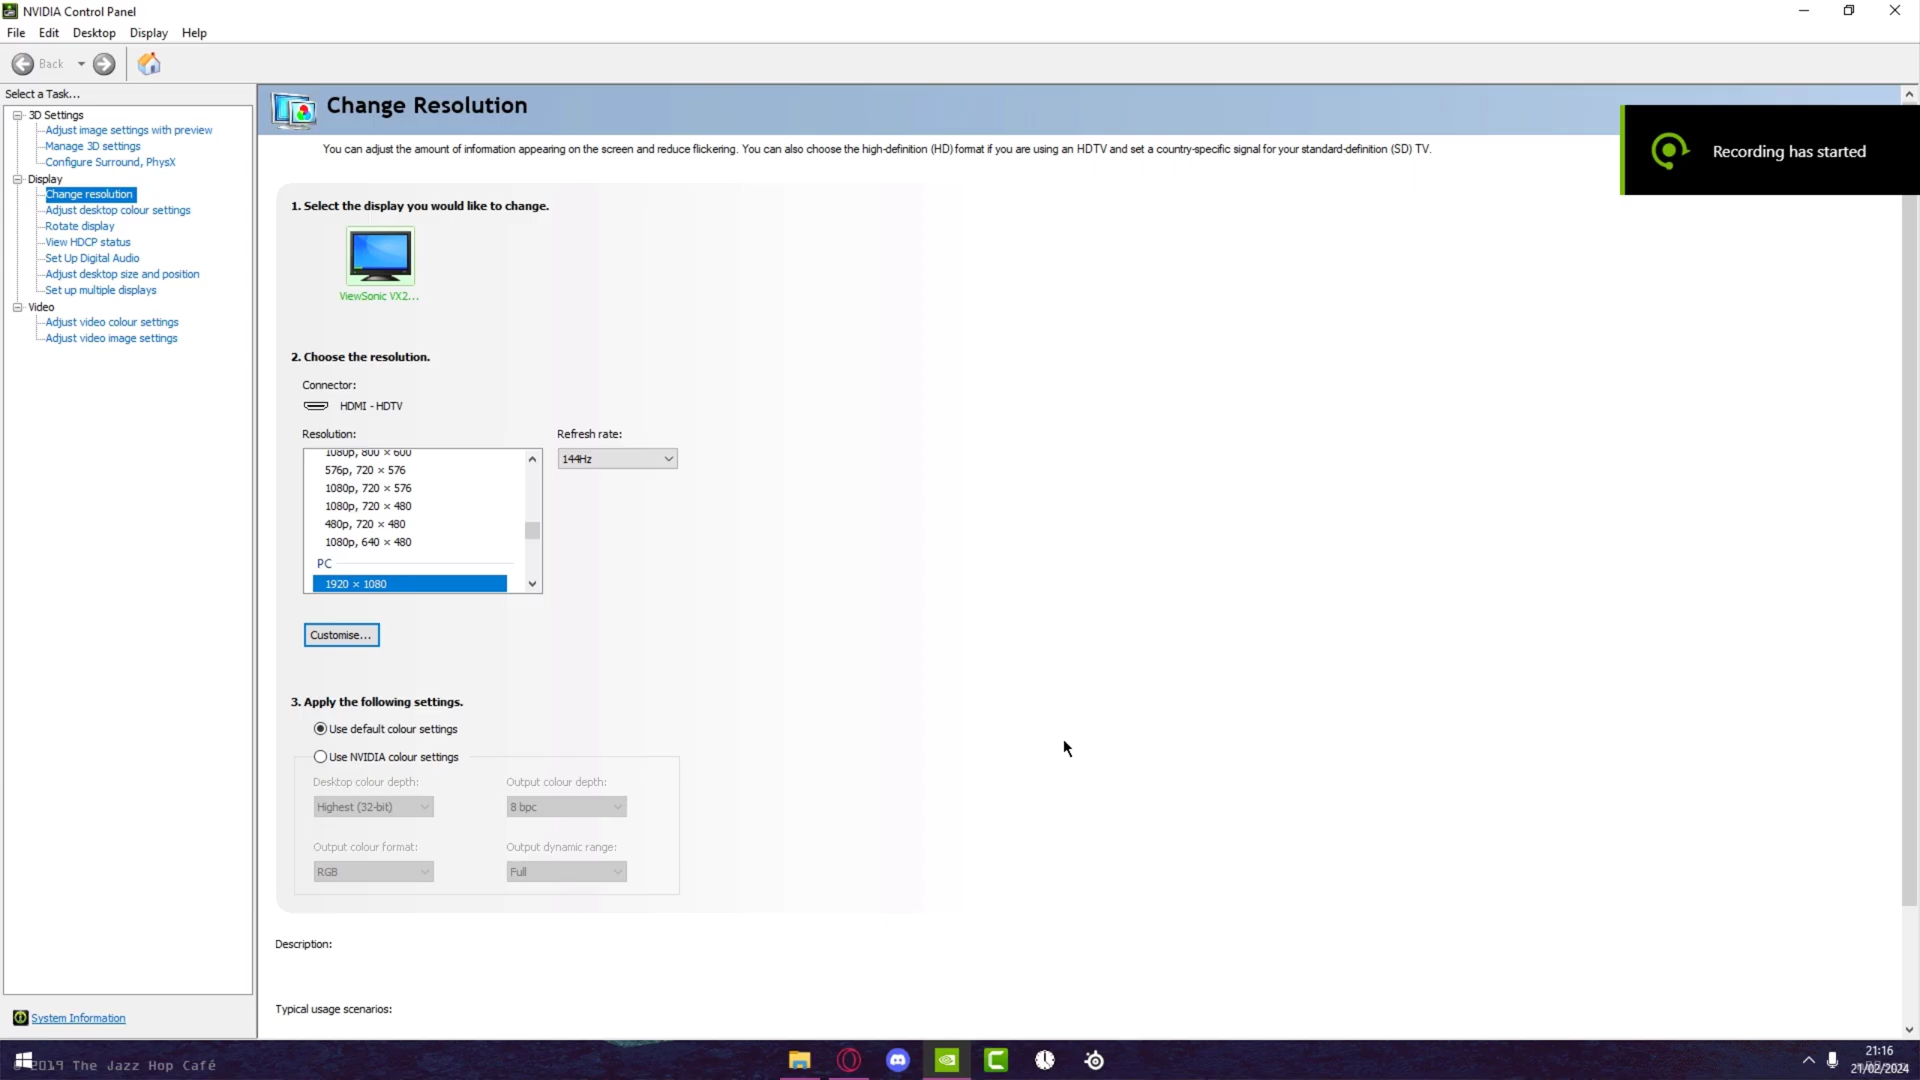 NVIDIA Control Panel
File Edit Desktop Display Help
Back
Select a Task...
3D Settings
Adjust image settings with preview
Manage 3D settings
Configure Surround, PhysX
Display
Change resolution
Adjust desktop colour settings
Rotate display
View HDCP status
Set Up Digital Audio
Adjust desktop size and position
Set up multiple displays
Video
Adjust video colour settings
Adjust video image settings
System Information
Change Resolution
You can adjust the amount of information appearing on the screen and reduce flickering. You can also choose the high-definition (HD) format if you are using an HDTV and set a country-specific signal for your standard-definition (SD) TV.
Recording has started
1. Select the display you would like to change.
ViewSonic VX2...
2. Choose the resolution.
Connector:
HDMI - HDTV
Resolution:
Refresh rate:
144Hz
1080p, 800 × 600
576p, 720 × 576
1080p, 720 × 576
1080p, 720 × 480
480p, 720 × 480
1080p, 640 × 480
PC
1920 × 1080
Customise...
3. Apply the following settings.
Use default colour settings
Use NVIDIA colour settings
Desktop colour depth:
Output colour depth:
Highest (32-bit)
8 bpc
Output colour format:
Output dynamic range:
RGB
Full
Description:
Typical usage scenarios:
2019 The Jazz Hop Café
21:16
21/02/2024